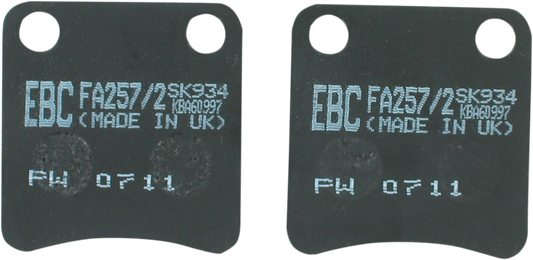 EBC FA257/2 SK934
KBA60997
(MADE IN UK)
PW 0711
EBC FA257/2 SK934
KBA60997
(MADE IN UK)
PW 0711